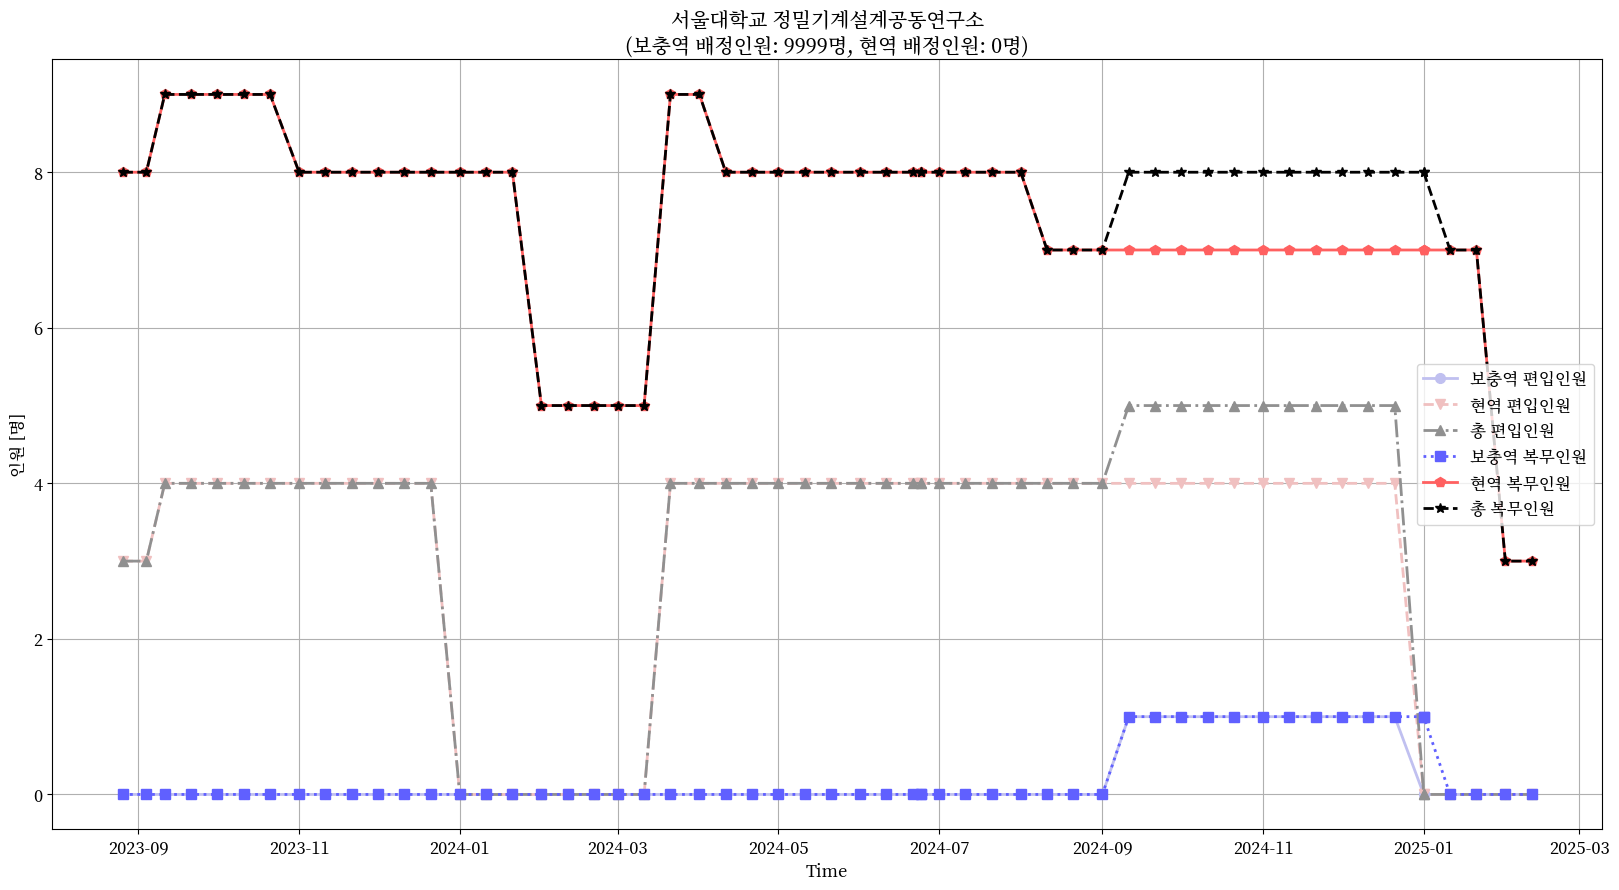 서울대학교 정밀기계설계공동연구소
(보충역 배정인원: 9999명, 현역 배정인원: 0명)
인원 [명]
8
6
4
2
0
보충역 편입인원
현역 편입인원
총 편입인원
보충역 복무인원
현역 복무인원
총 복무인원
2023-09 2023-11 2024-01 2024-03 2024-05 2024-07 2024-09 2024-11 2025-01 2025-03
Time